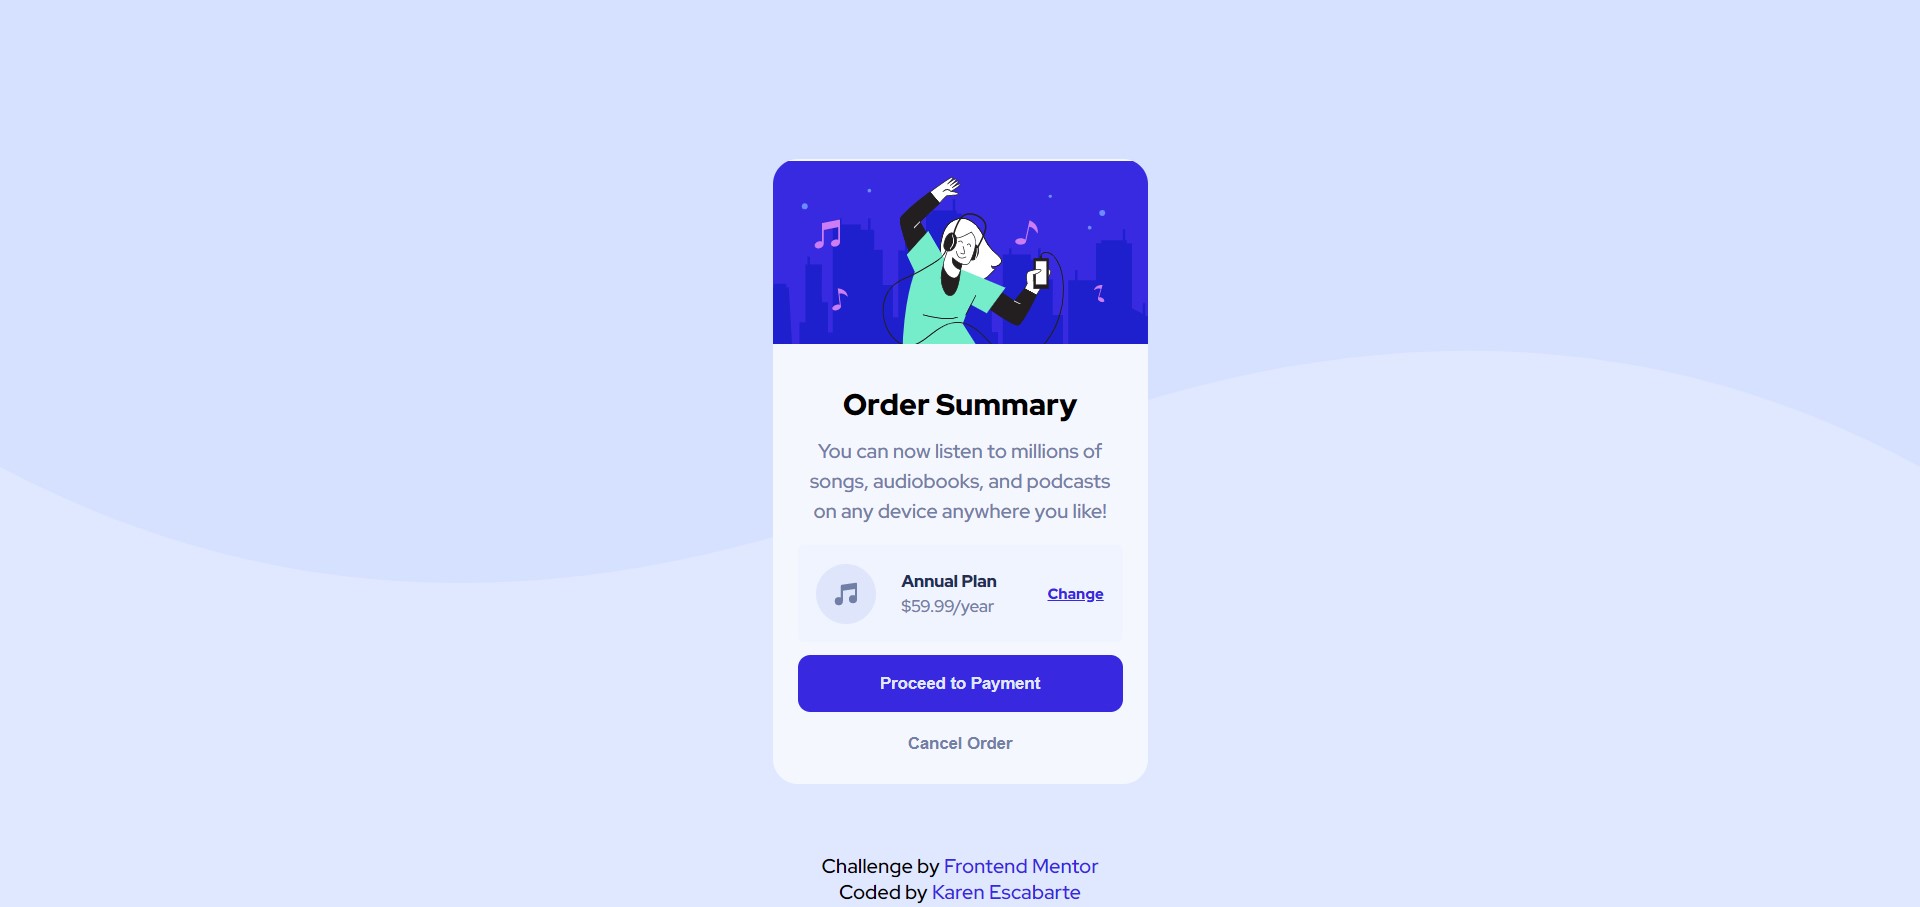 Order Summary
You can now listen to millions of
songs, audiobooks, and podcasts
on any device anywhere you like!
Annual Plan
$59.99/year
Change
Proceed to Payment
Cancel Order
Challenge by Frontend Mentor
Coded by Karen Escabarte